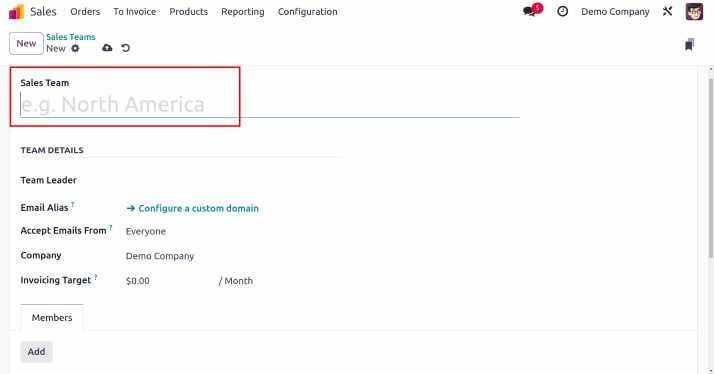 Sales Orders To Invoice Products Reporting Configuration 5 Demo Company
New Sales Teams
New
Sales Team
e.g. North America
TEAM DETAILS
Team Leader
Email Alias ? → Configure a custom domain
Accept Emails From ? Everyone
Company Demo Company
Invoicing Target ? $0.00 / Month
Members
Add